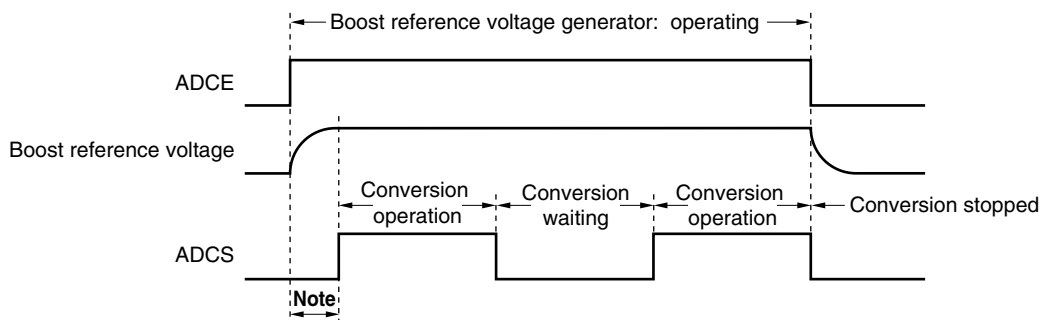 Boost reference voltage generator: operating
ADCE
Boost reference voltage
Conversion
operation
Conversion
waiting
Conversion
operation
Conversion stopped
ADCS
Note